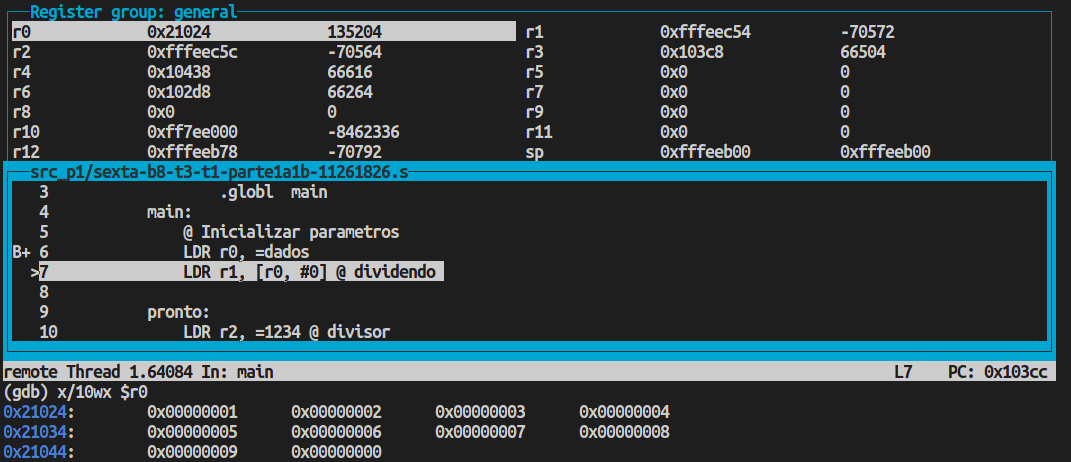 Register group: general
r0 0x21024 135204 r1 0xfffeec54 -70572
r2 0xfffeec5c -70564 r3 0x103c8 66504
r4 0x10438 66616 r5 0x0 0
r6 0x102d8 66264 r7 0x0 0
r8 0x0 0 r9 0x0 0
r10 0xff7ee000 -8462336 r11 0x0 0
r12 0xfffeeb78 -70792 sp 0xfffeeb00 0xfffeeb00
src_p1/sexta-b8-t3-t1-parte1a1b-11261826.s
3 .globl main
4 main:
5 @ Inicializar parametros
B+ 6 LDR r0, =dados
>7 LDR r1, [r0, #0] @ dividendo
8
9 pronto:
10 LDR r2, =1234 @ divisor
remote Thread 1.64084 In: main L7 PC: 0x103cc
(gdb) x/10wx $r0
0x21024: 0x00000001 0x00000002 0x00000003 0x00000004
0x21034: 0x00000005 0x00000006 0x00000007 0x00000008
0x21044: 0x00000009 0x00000000